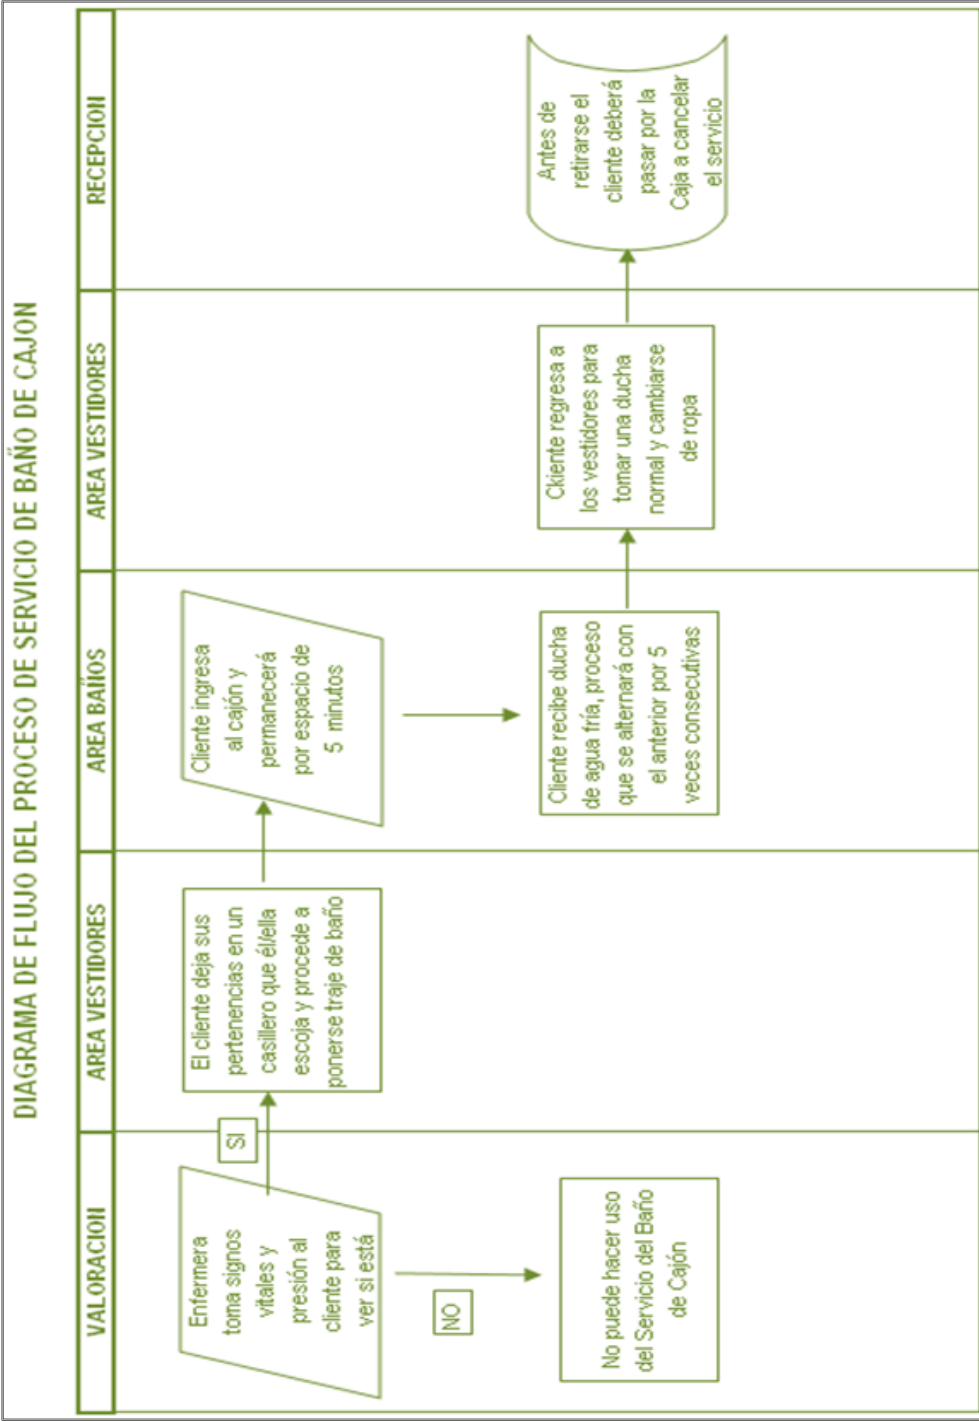 DIAGRAMA DE FLUJO DEL PROCESO DE SERVICIO DE BAÑO DE CAJON
VALORACION
AREA VESTIDORES
AREA BAÑOS
AREA VESTIDORES
RECEPCION
Enfermera
toma signos
vitales y
presión al
cliente para
ver si está
SI
NO
No puede hacer uso
del Servicio del Baño
de Cajón
El cliente deja sus
pertenencias en un
casillero que él/ella
escoja y procede a
ponerse traje de baño
Cliente ingresa
al cajón y
permanecerá
por espacio de
5 minutos
Cliente recibe ducha
de agua fría, proceso
que se alternará con
el anterior por 5
veces consecutivas
Ckiente regresa a
los vestidores para
tomar una ducha
normal y cambiarse
de ropa
Antes de
retirarse el
cliente deberá
pasar por la
Caja a cancelar
el servicio